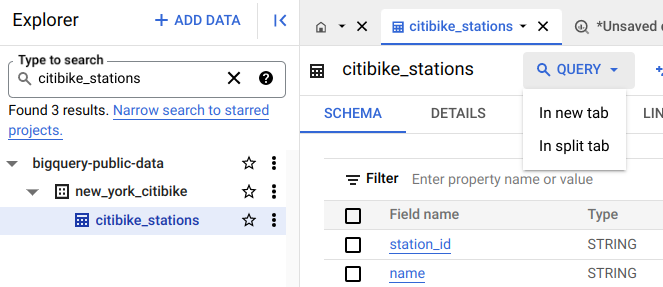 Explorer
+ ADD DATA
Type to search
citibike_stations
Found 3 results. Narrow search to starred
projects.
bigquery-public-data
new_york_citibike
citibike_stations
citibike_stations
*Unsaved
citibike_stations
QUERY
In new tab
In split tab
SCHEMA
DETAILS
LIN
Filter
Enter property name or value
Field name
Type
station_id
STRING
name
STRING